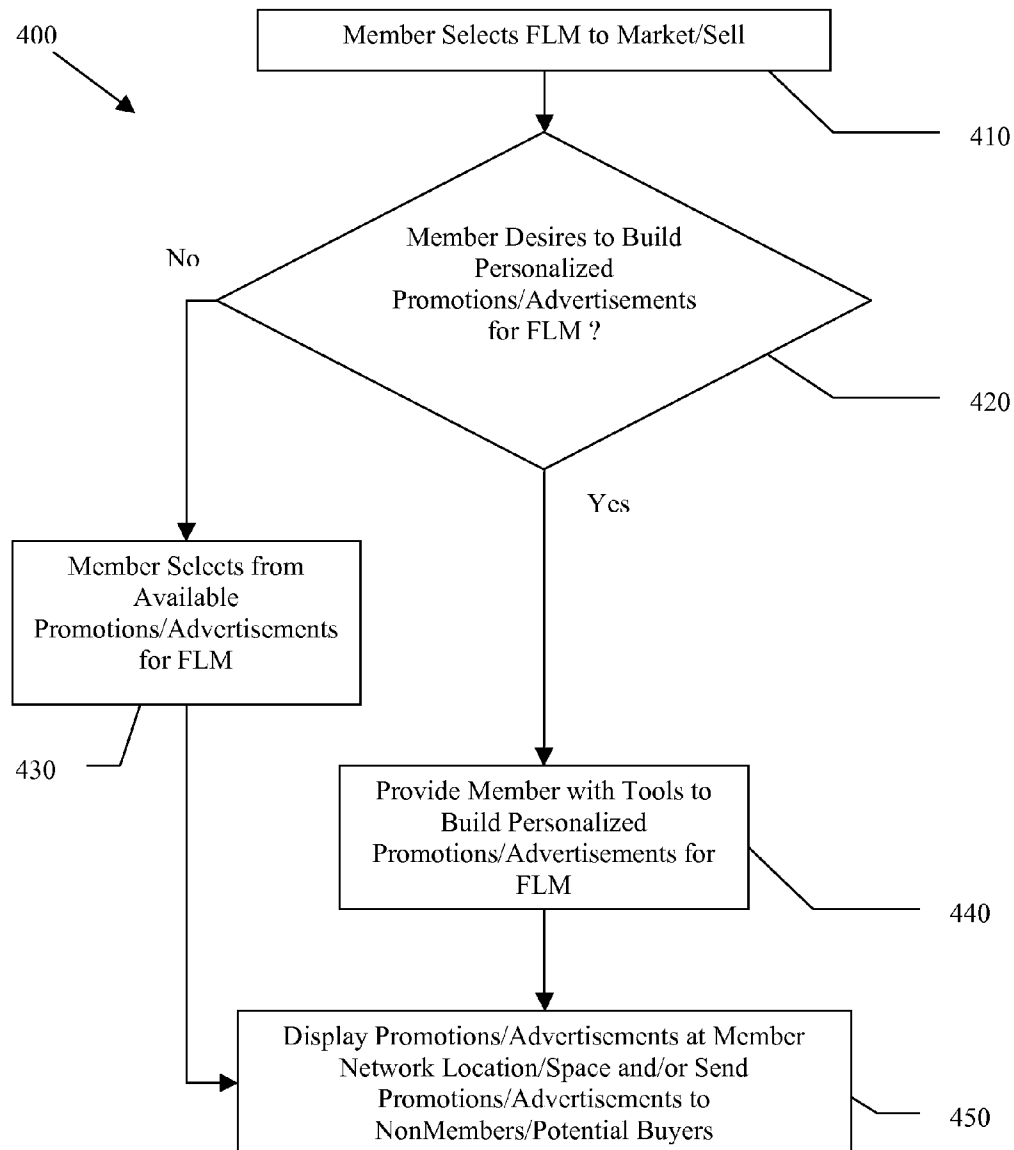 400
Member Selects FLM to Market/Sell
410
Member Desires to Build
Personalized
Promotions/Advertisements
for FLM ?
No
420
Yes
Member Selects from
Available
Promotions/Advertisements
for FLM
430
Provide Member with Tools to
Build Personalized
Promotions/Advertisements for
FLM
440
Display Promotions/Advertisements at Member
Network Location/Space and/or Send
Promotions/Advertisements to
NonMembers/Potential Buyers
450